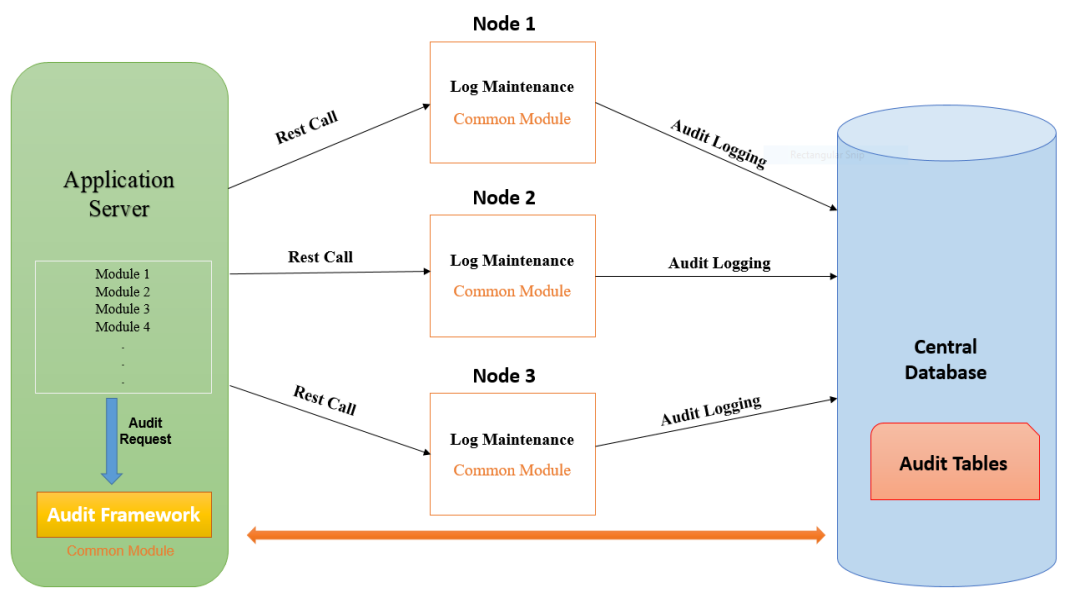 Node 1
Log Maintenance
Common Module
Rest Call
Audit Logging
Rectangular Snip
Application
Server
Node 2
Log Maintenance
Common Module
Rest Call
Audit Logging
Module 1
Module 2
Module 3
Module 4
.
.
.
Node 3
Log Maintenance
Common Module
Rest Call
Audit Logging
Central
Database
Audit Tables
Audit
Request
Audit Framework
Common Module